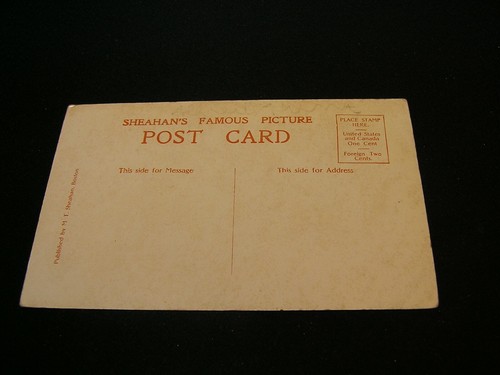 SHEAHAN'S FAMOUS PICTURE
POST CARD
PLACE STAMP
HERE.
United States
and Canada
One Cent
Foreign Two
Cents.
This side for Message
This side for Address
Published by M. T. Sheahan, Boston